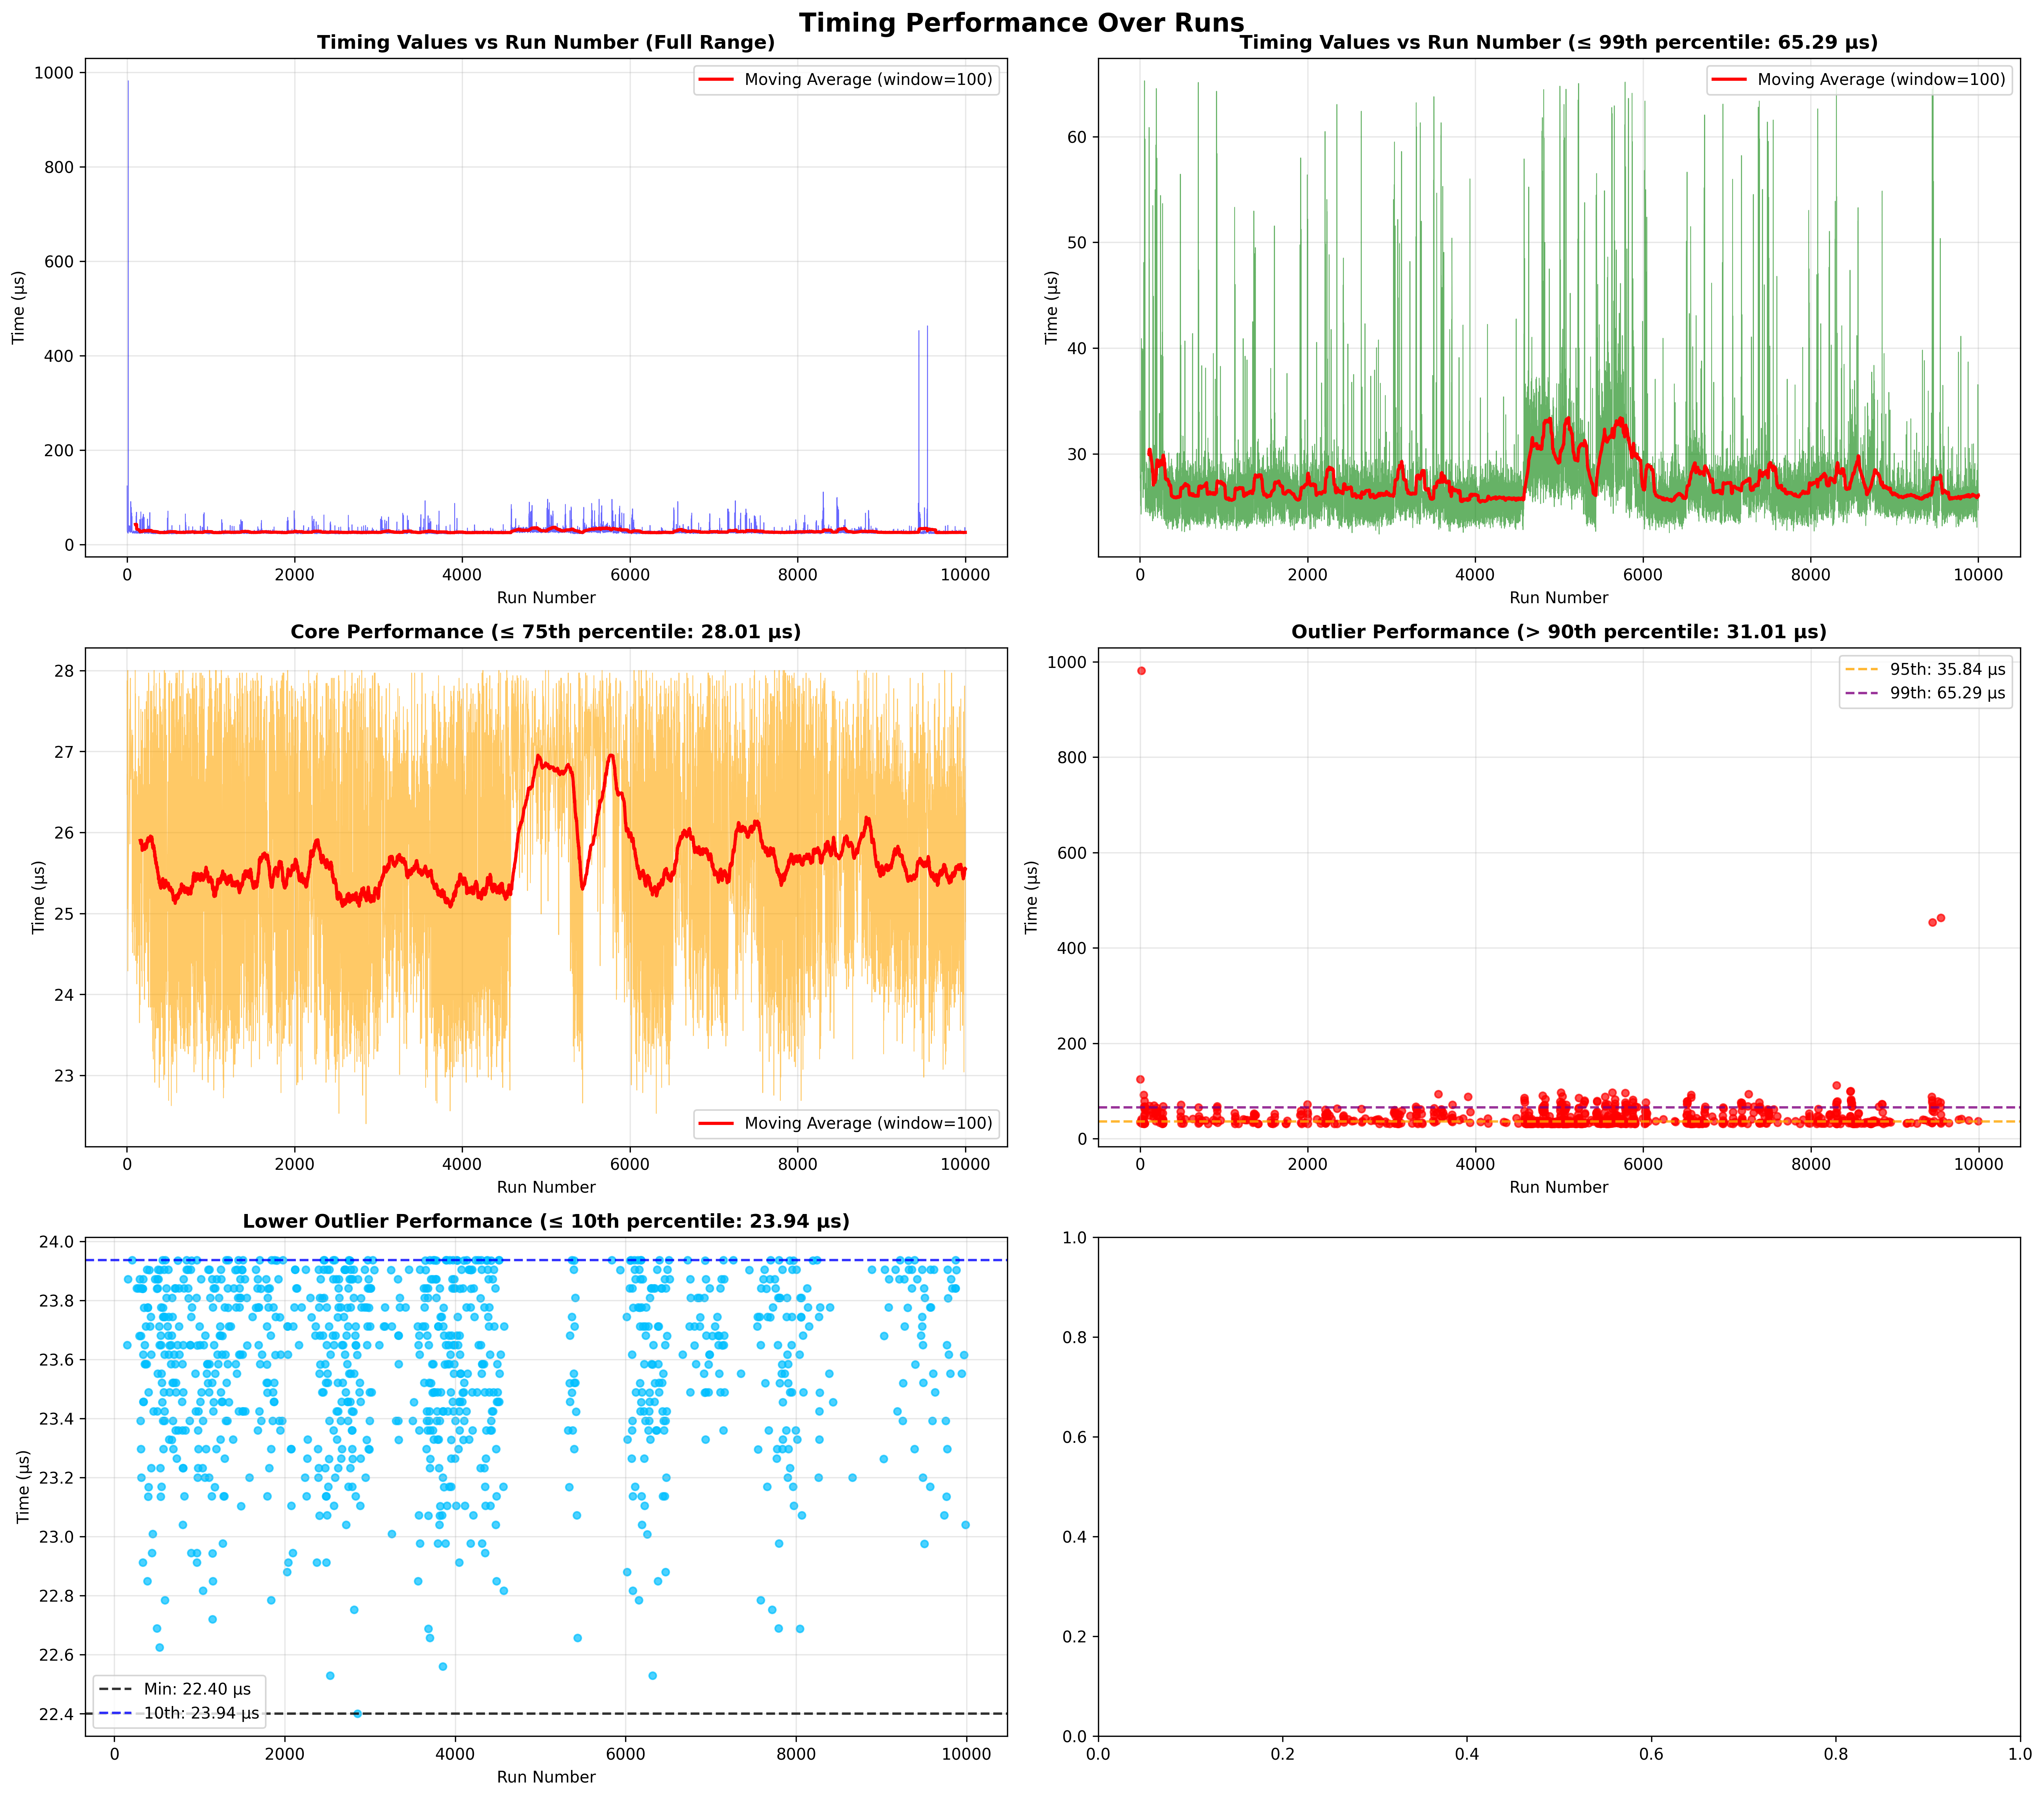 Timing Performance Over Runs
Timing Values vs Run Number (Full Range)
1000
800
600
400
200
0
Time (µs)
Moving Average (window=100)
0 2000 4000 6000 8000 10000
Run Number
Timing Values vs Run Number (≤ 99th percentile: 65.29 µs)
60
50
40
30
Time (µs)
Moving Average (window=100)
0 2000 4000 6000 8000 10000
Run Number
Core Performance (≤ 75th percentile: 28.01 µs)
28
27
26
25
24
23
Time (µs)
Moving Average (window=100)
0 2000 4000 6000 8000 10000
Run Number
Outlier Performance (> 90th percentile: 31.01 µs)
1000
800
600
400
200
0
Time (µs)
95th: 35.84 µs
99th: 65.29 µs
0 2000 4000 6000 8000 10000
Run Number
Lower Outlier Performance (≤ 10th percentile: 23.94 µs)
24.0
23.8
23.6
23.4
23.2
23.0
22.8
22.6
22.4
Time (µs)
Min: 22.40 µs
10th: 23.94 µs
0 2000 4000 6000 8000 10000
Run Number
1.0
0.8
0.6
0.4
0.2
0.0
0.0 0.2 0.4 0.6 0.8 1.0